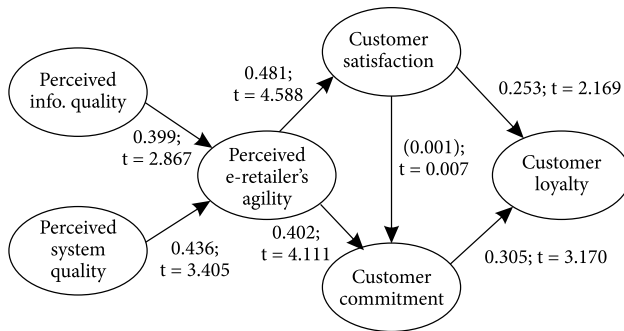 Perceived
info. quality
0.399;
t = 2.867
Perceived
system
quality
0.436;
t = 3.405
Perceived
e-retailer's
agility
0.481;
t = 4.588
0.402;
t = 4.111
Customer
satisfaction
(0.001);
t = 0.007
Customer
commitment
0.253; t = 2.169
0.305; t = 3.170
Customer
loyalty